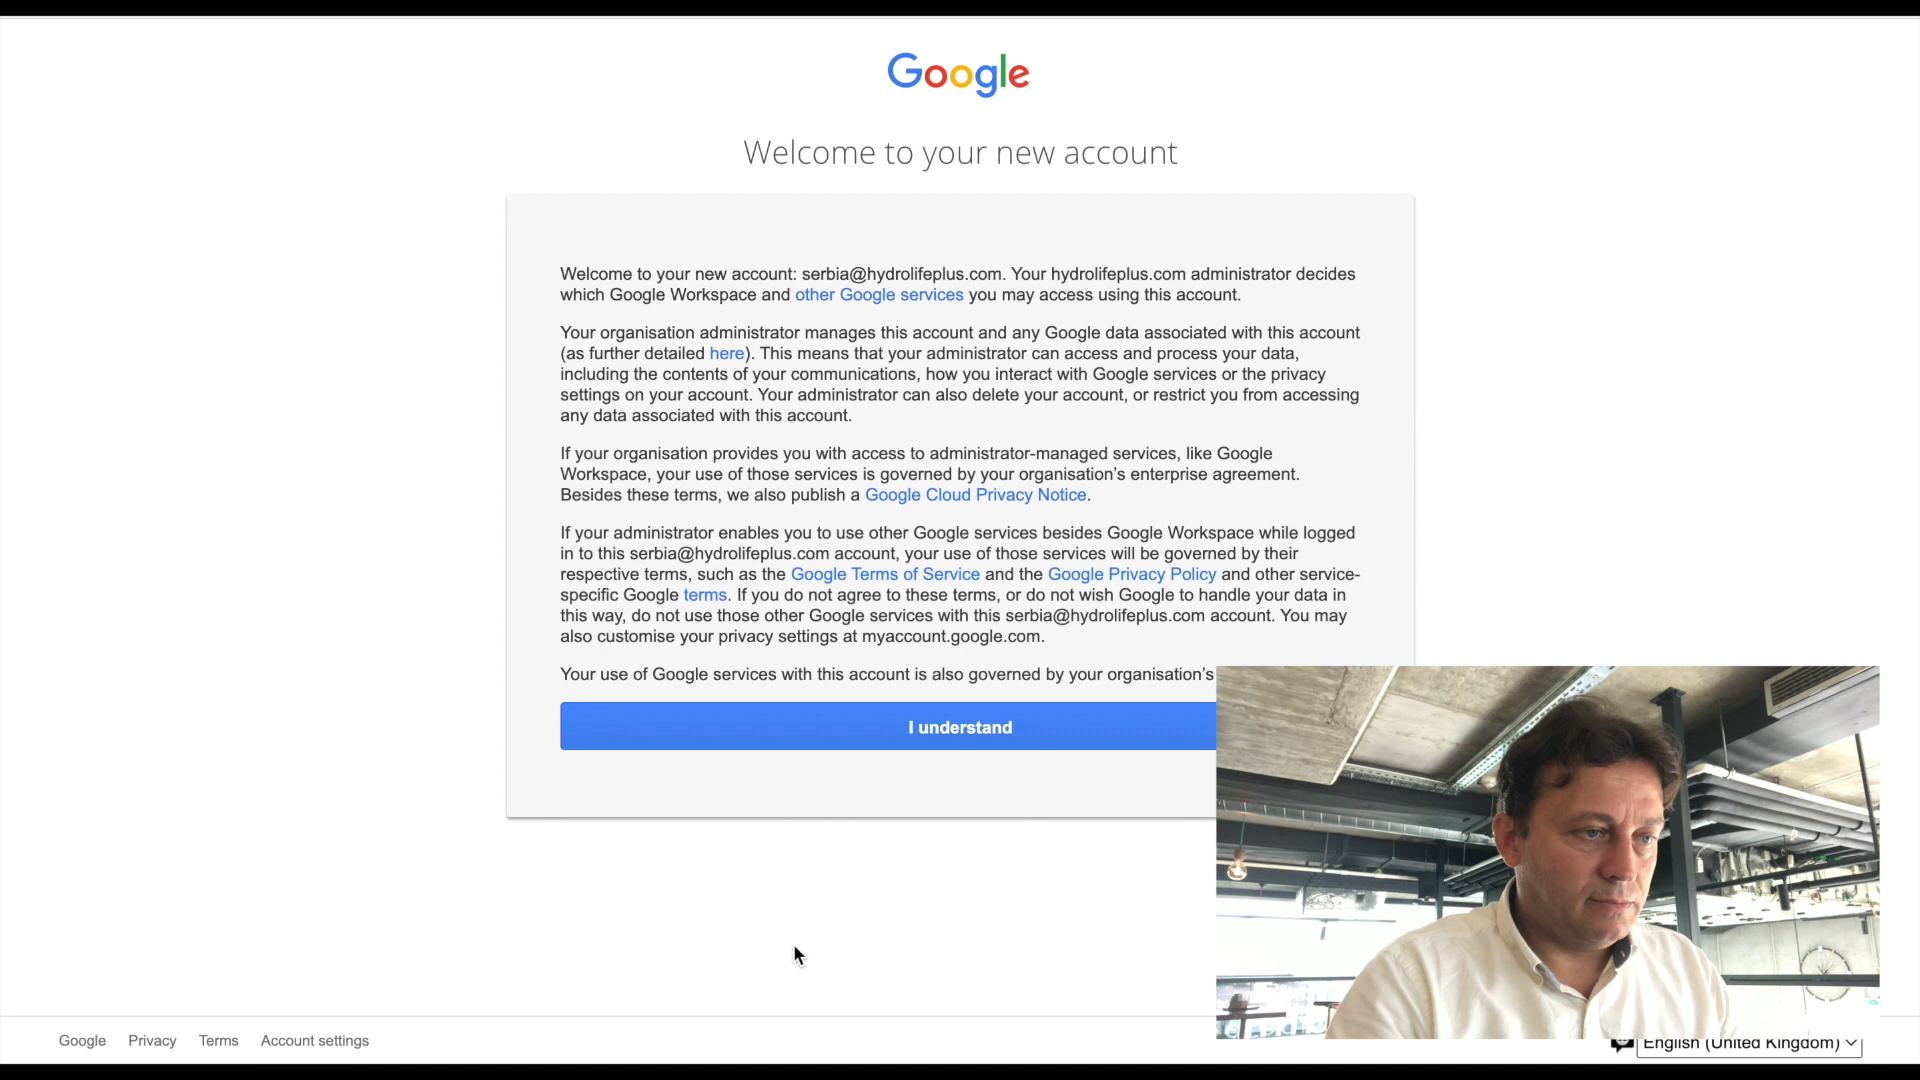 Google
Welcome to your new account
Welcome to your new account: serbia@hydrolifeplus.com. Your hydrolifeplus.com administrator decides
which Google Workspace and other Google services you may access using this account.
Your organisation administrator manages this account and any Google data associated with this account
(as further detailed here). This means that your administrator can access and process your data,
including the contents of your communications, how you interact with Google services or the privacy
settings on your account. Your administrator can also delete your account, or restrict you from accessing
any data associated with this account.
If your organisation provides you with access to administrator-managed services, like Google
Workspace, your use of those services is governed by your organisation’s enterprise agreement.
Besides these terms, we also publish a Google Cloud Privacy Notice.
If your administrator enables you to use other Google services besides Google Workspace while logged
in to this serbia@hydrolifeplus.com account, your use of those services will be governed by their
respective terms, such as the Google Terms of Service and the Google Privacy Policy and other service-
specific Google terms. If you do not agree to these terms, or do not wish Google to handle your data in
this way, do not use those other Google services with this serbia@hydrolifeplus.com account. You may
also customise your privacy settings at myaccount.google.com.
Your use of Google services with this account is also governed by your organisation’s
I understand
Google Privacy Terms Account settings
English (United Kingdom)